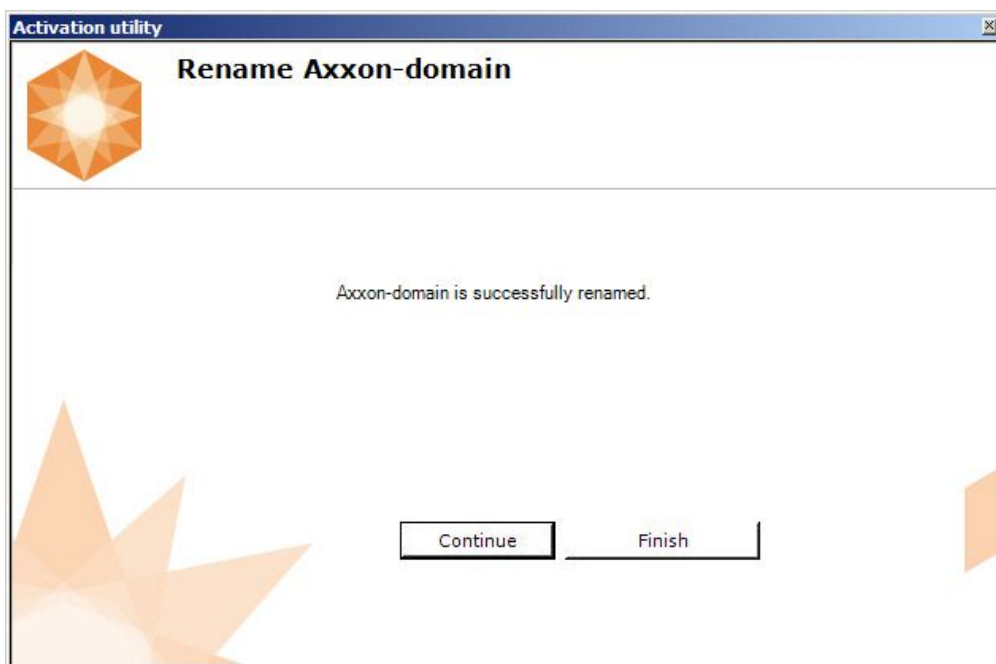 Activation utility
Rename Axxon-domain
Axxon-domain is successfully renamed.
Continue
Finish